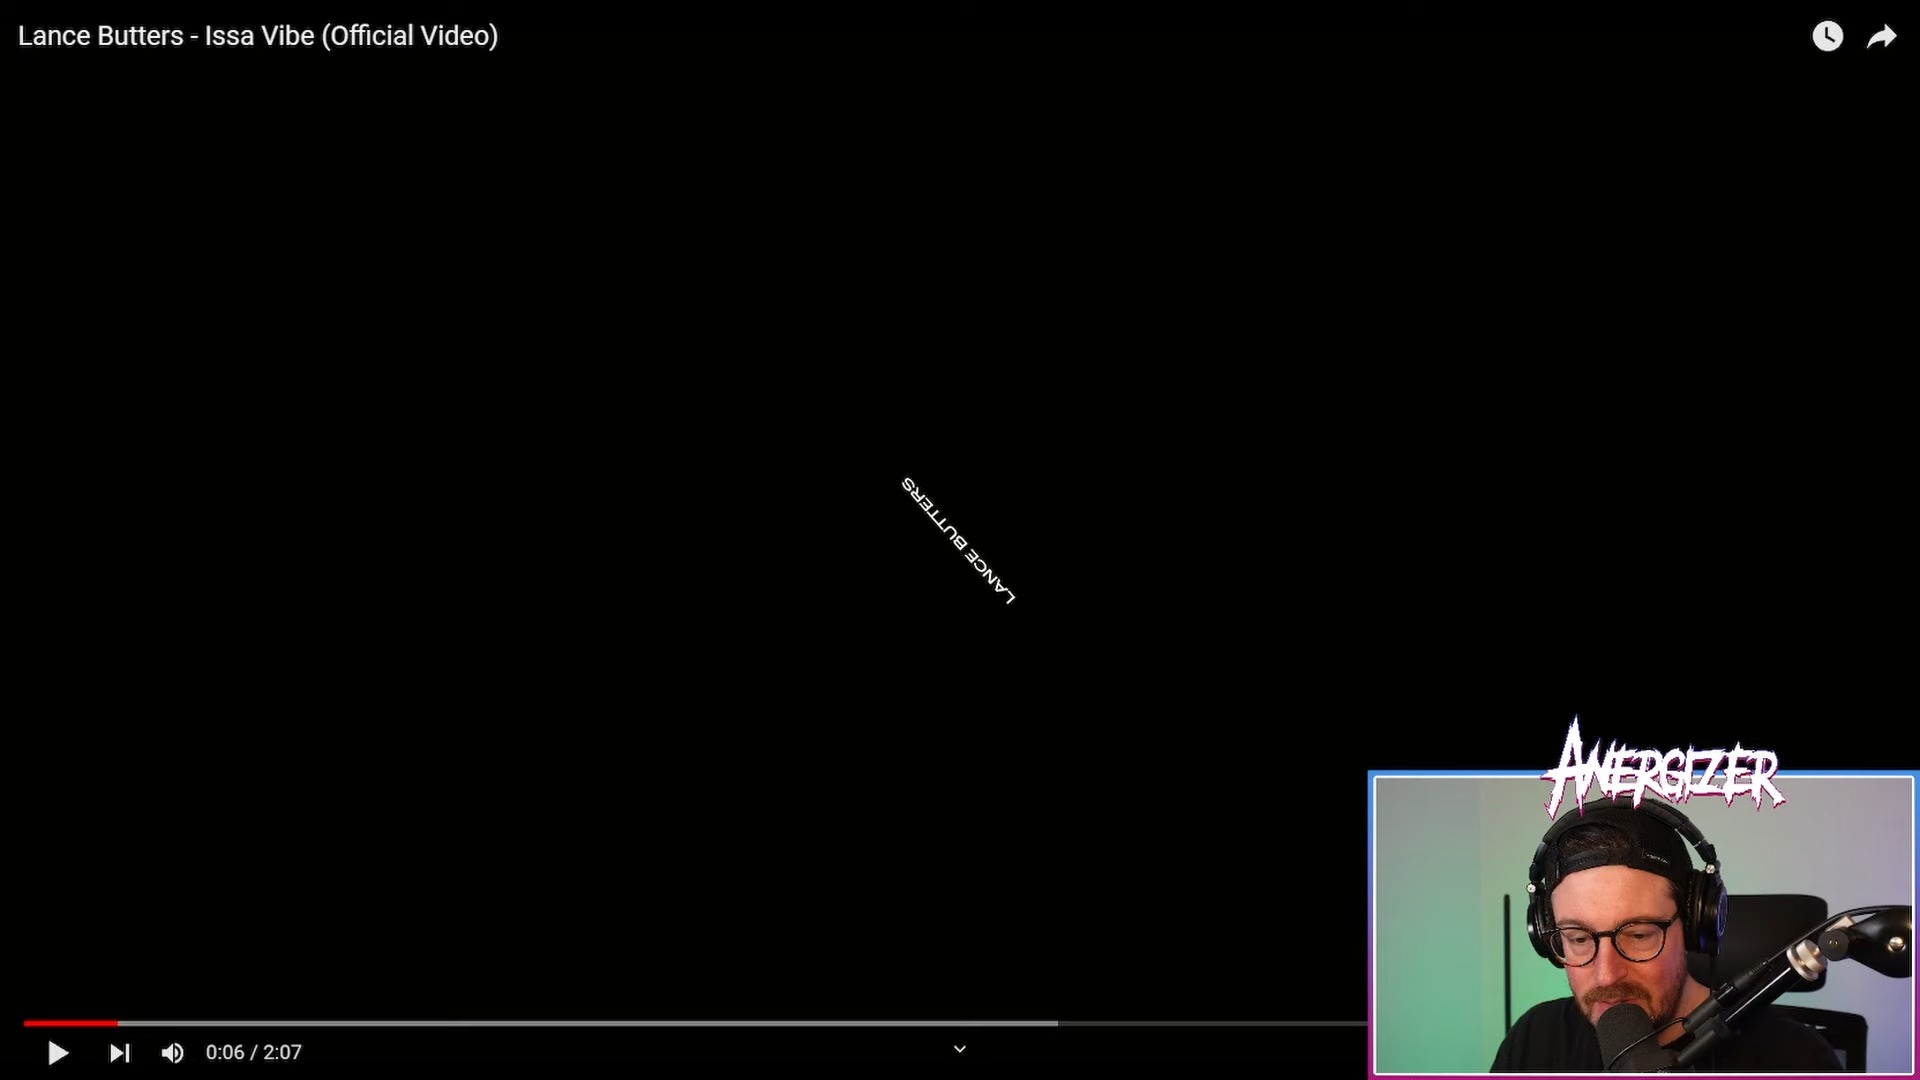 Lance Butters - Issa Vibe (Official Video)
LANCE BUTTERS
ANERGIZER
0:06 / 2:07